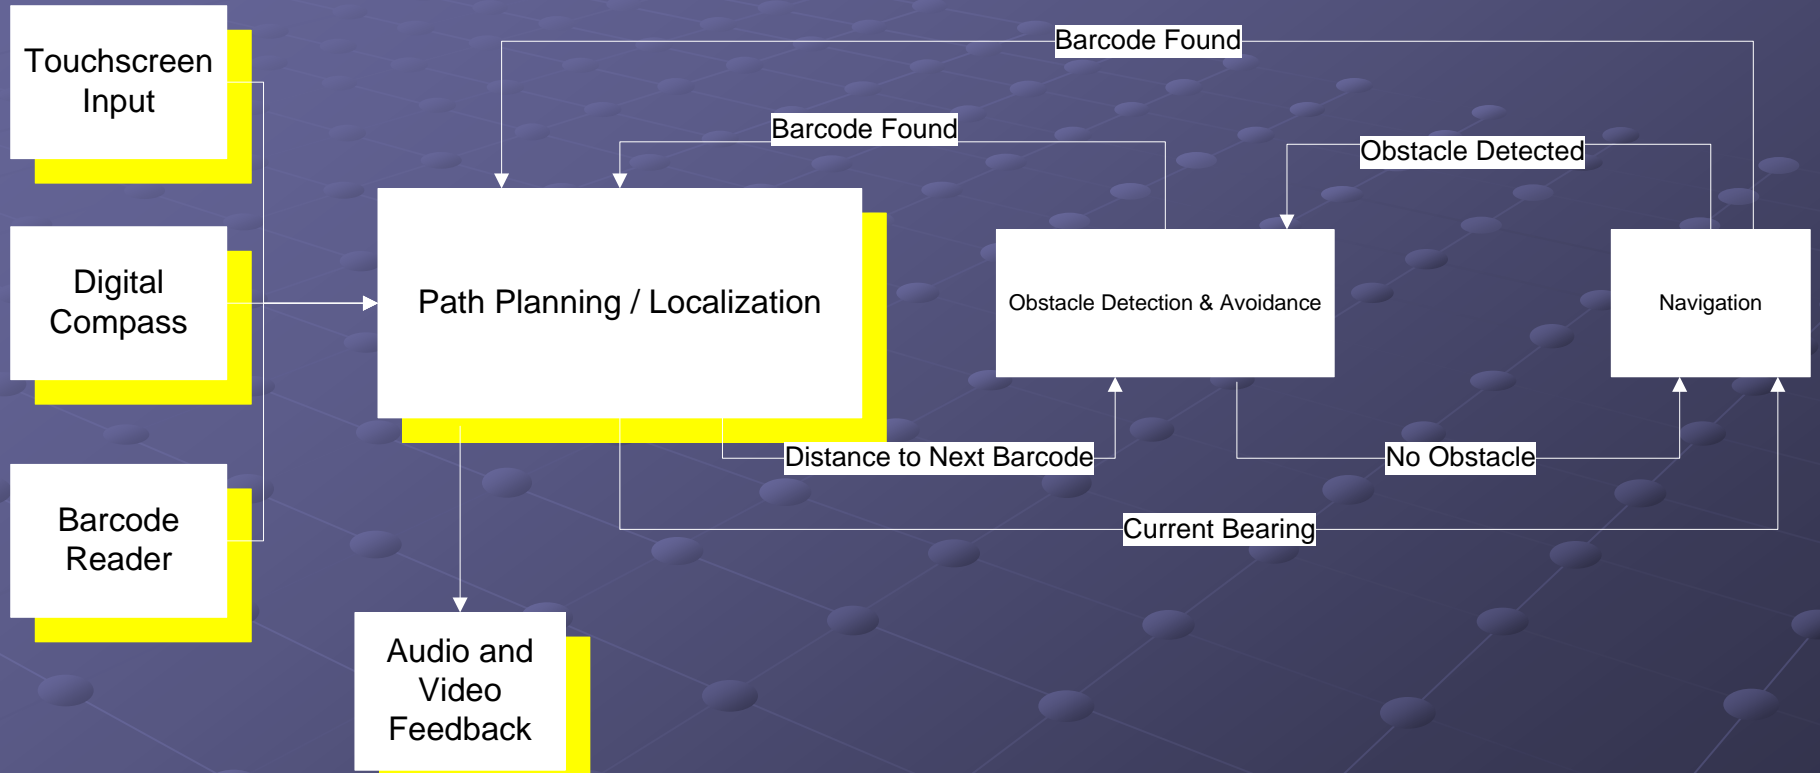 Touchscreen
Input
Barcode Found
Barcode Found
Obstacle Detected
Digital
Compass
Path Planning / Localization
Obstacle Detection & Avoidance
Navigation
Distance to Next Barcode
No Obstacle
Barcode
Reader
Current Bearing
Audio and
Video
Feedback